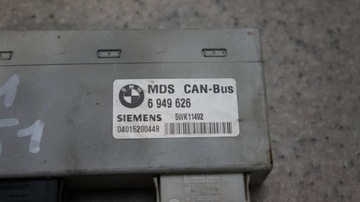 MDS CAN-Bus
6 949 626
SIEMENS 5WK11492
04015200448